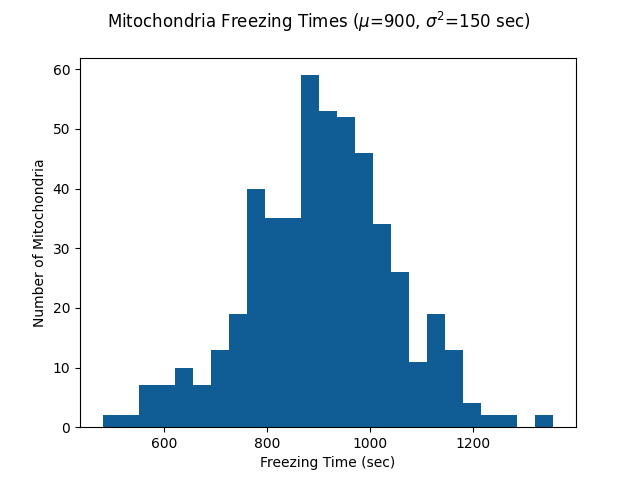 Mitochondria Freezing Times (μ=900, σ²=150 sec)
60
50
40
30
20
10
0
Number of Mitochondria
600 800 1000 1200
Freezing Time (sec)